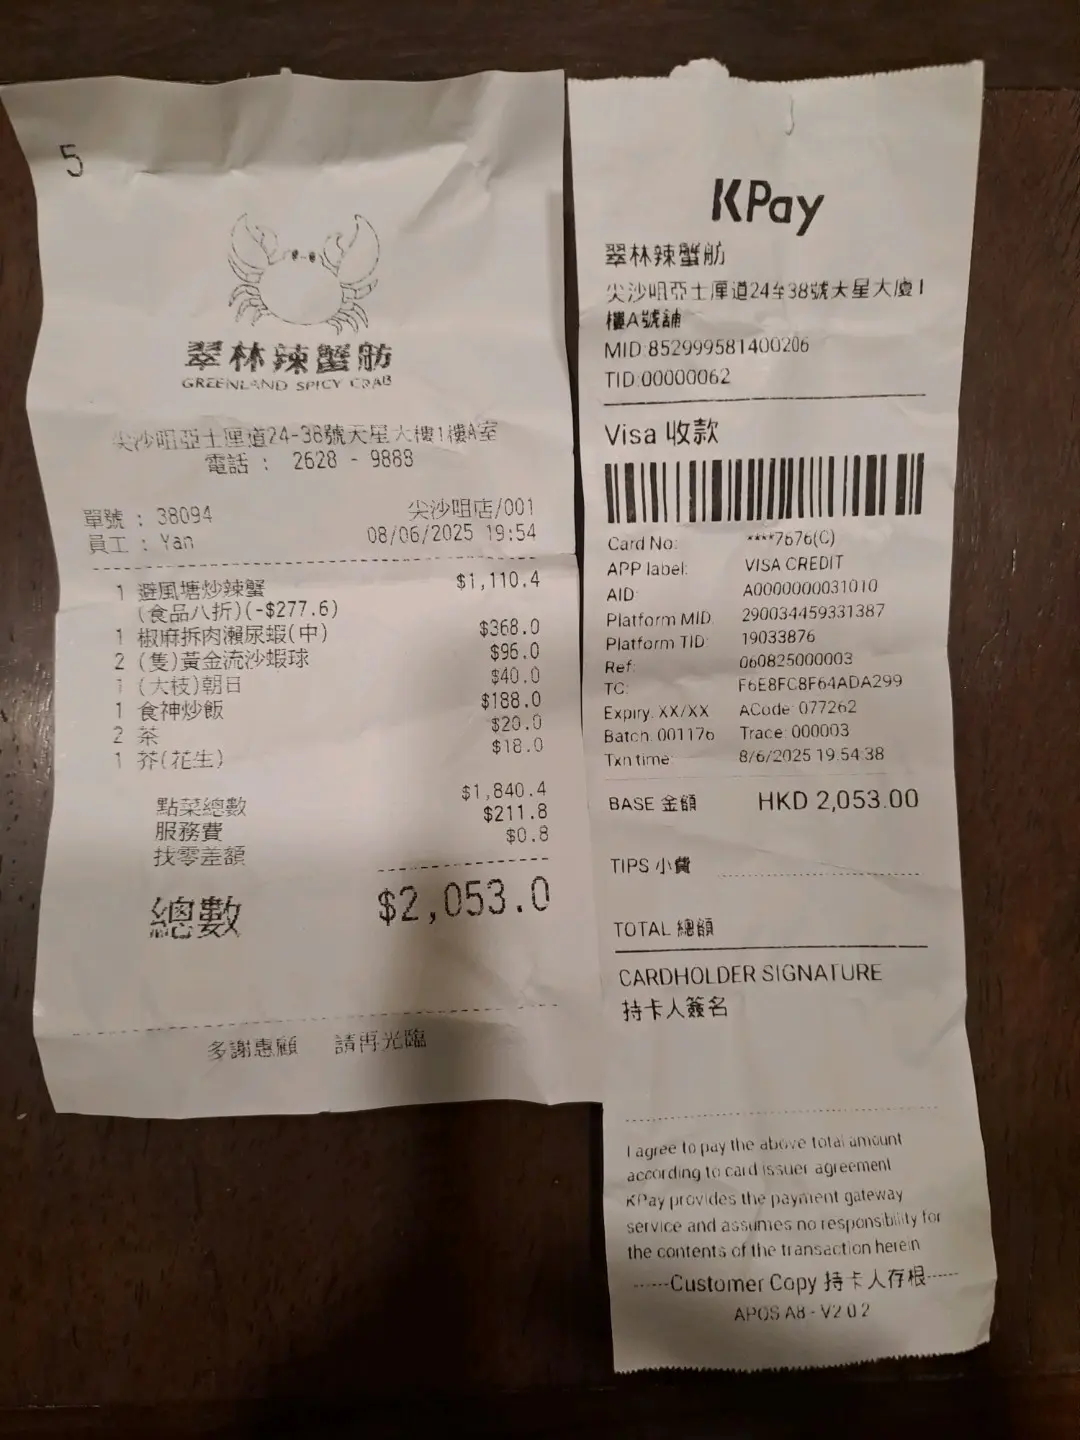 5
翠林辣蟹舫
GREENLAND SPICY CRAB
尖沙咀亞士厘道24-38號天星大樓1樓A室
電話 : 2628 - 9888
單號 : 38094 尖沙咀店/001
員工 : Yan 08/06/2025 19:54
1 避風塘炒辣蟹 $1,110.4
(食品八折)(-$277.6)
1 椒麻拆肉瀨尿蝦(中) $368.0
2 (隻)黃金流沙蝦球 $96.0
1 (大枝)朝日 $40.0
1 食神炒飯 $188.0
2 茶 $20.0
1 芥(花生) $18.0
點菜總數 $1,840.4
服務費 $211.8
找零差額 $0.8
總數 $2,053.0
多謝惠顧 請再光臨
KPay
翠林辣蟹舫
尖沙咀亞士厘道24至38號天星大廈1
樓A號舖
MID:852999581400206
TID:00000062
Visa 收款
Card No: ****7676(C)
APP label: VISA CREDIT
AID: A0000000031010
Platform MID: 290034459331387
Platform TID: 19033876
Ref: 060825000003
TC: F6E8FC8F64ADA299
Expiry: XX/XX ACode: 077262
Batch: 001176 Trace: 000003
Txn time: 8/6/2025 19:54:38
BASE 金額 HKD 2,053.00
TIPS 小費
TOTAL 總額
CARDHOLDER SIGNATURE
持卡人簽名
I agree to pay the above total amount
according to card issuer agreement
KPay provides the payment gateway
service and assumes no responsibility for
the contents of the transaction herein
------Customer Copy 持卡人存根------
APOS A8 - V2.0.2